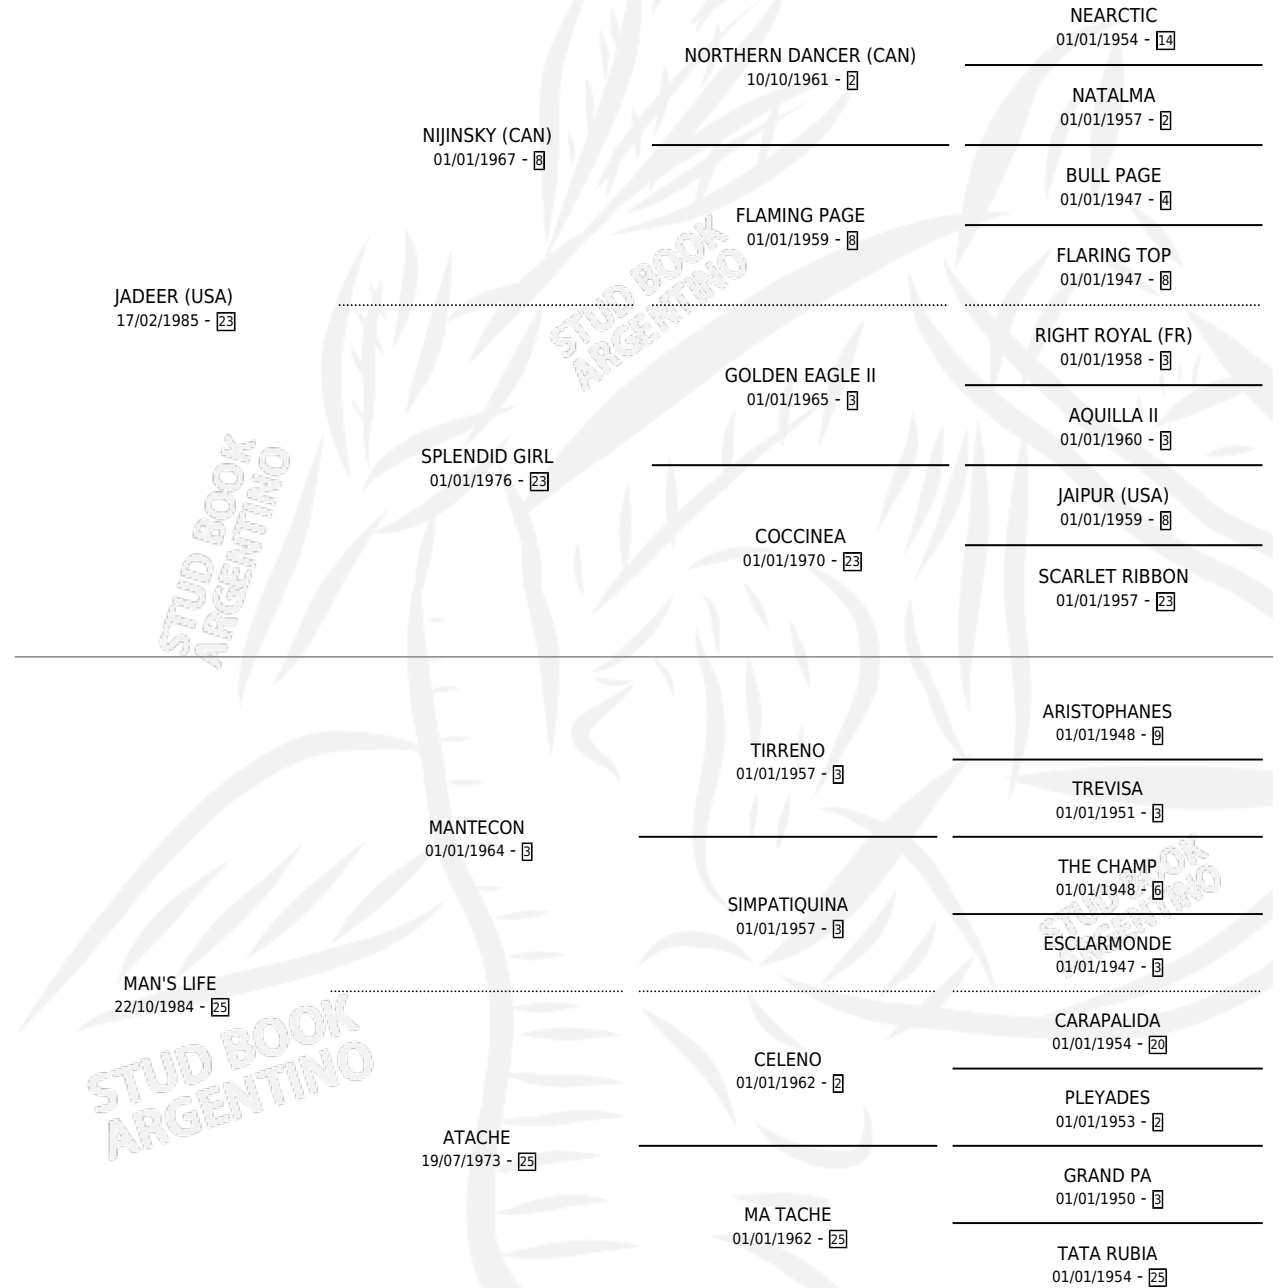 NEARCTIC
01/01/1954 - 14
NORTHERN DANCER (CAN)
10/10/1961 - 2
NATALMA
01/01/1957 - 2
NIJINSKY (CAN)
01/01/1967 - 8
BULL PAGE
01/01/1947 - 4
FLAMING PAGE
01/01/1959 - 8
FLARING TOP
01/01/1947 - 8
JADEER (USA)
17/02/1985 - 23
RIGHT ROYAL (FR)
01/01/1958 - 3
GOLDEN EAGLE II
01/01/1965 - 3
AQUILLA II
01/01/1960 - 3
SPLENDID GIRL
01/01/1976 - 23
JAIPUR (USA)
01/01/1959 - 8
COCCINEA
01/01/1970 - 23
SCARLET RIBBON
01/01/1957 - 23
STUD BOOK
ARGENTINO
STUD BOOK
ARGENTINO
ARISTOPHANES
01/01/1948 - 9
TIRRENO
01/01/1957 - 3
TREVISA
01/01/1951 - 3
MANTECON
01/01/1964 - 3
THE CHAMP
01/01/1948 - 6
SIMPATIQUINA
01/01/1957 - 3
ESCLARMONDE
01/01/1947 - 3
MAN'S LIFE
22/10/1984 - 25
CARAPALIDA
01/01/1954 - 20
CELENO
01/01/1962 - 2
PLEYADES
01/01/1953 - 2
ATACHE
19/07/1973 - 25
GRAND PA
01/01/1950 - 3
MA TACHE
01/01/1962 - 25
TATA RUBIA
01/01/1954 - 25
STUD BOOK
ARGENTINO
STUD BOOK
ARGENTINO